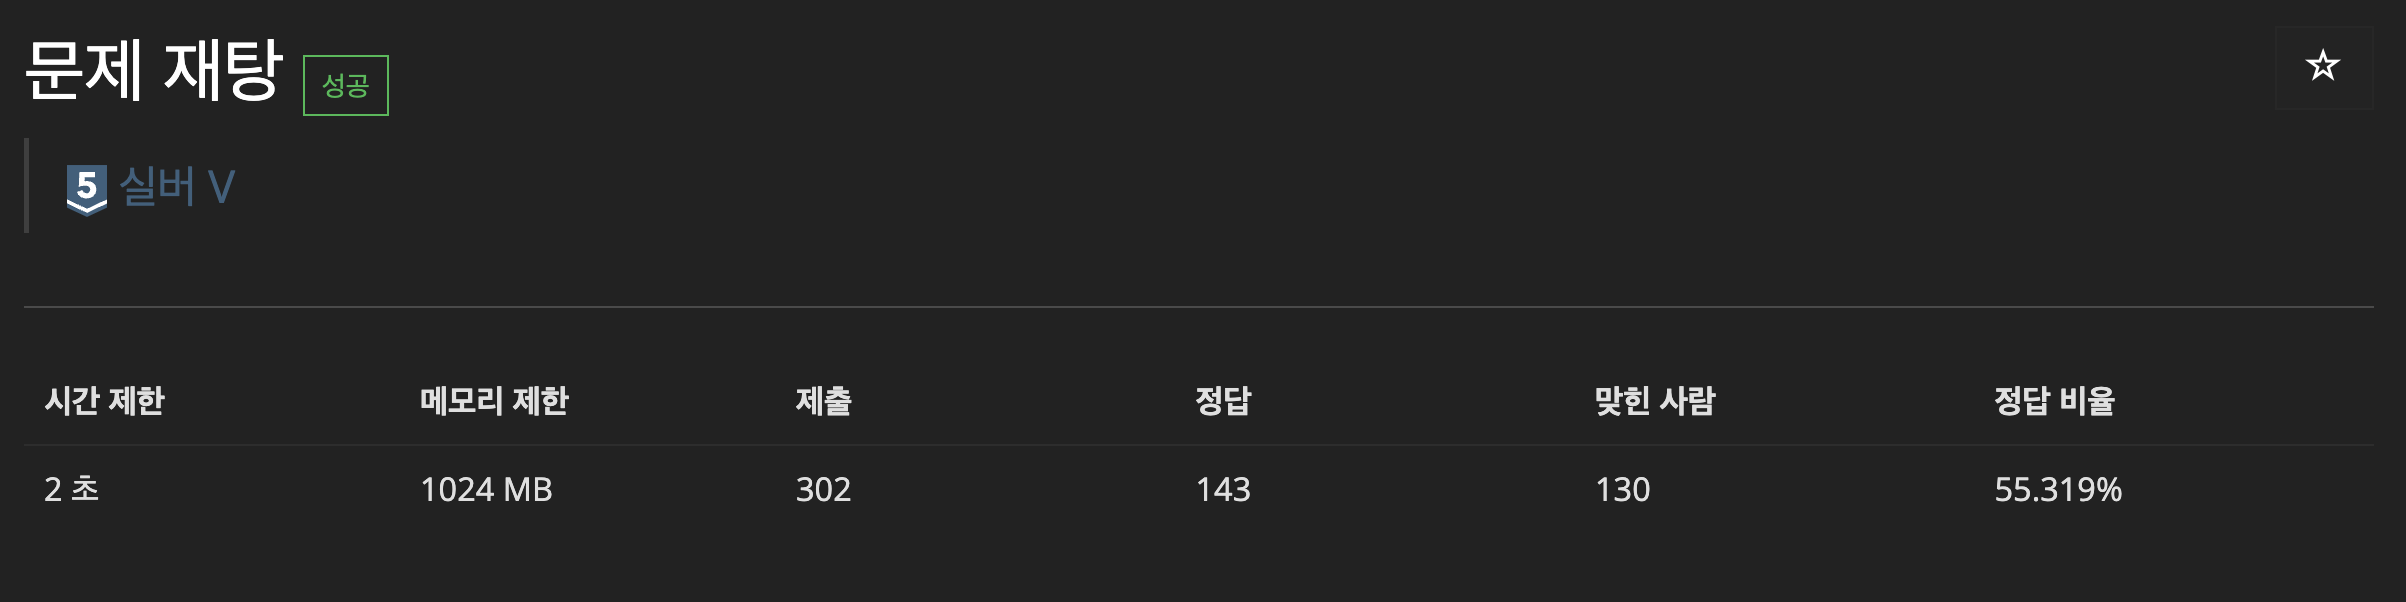 문제 재탕 성공
5 실버 V
시간 제한 메모리 제한 제출 정답 맞힌 사람 정답 비율
2 초 1024 MB 302 143 130 55.319%